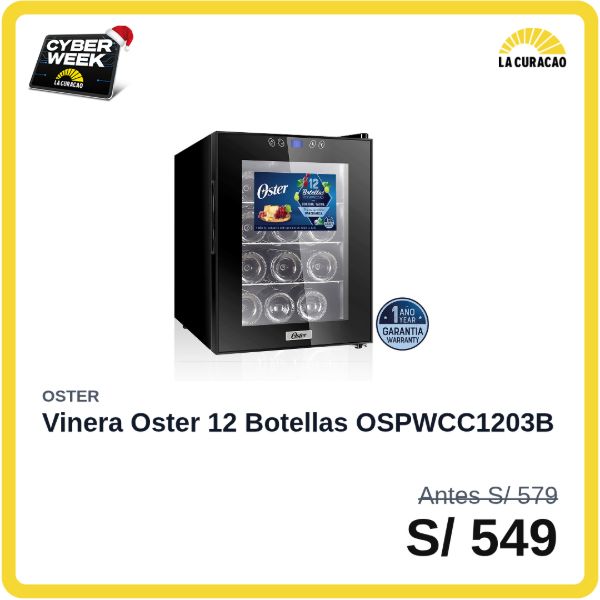 CYBER
WEEK
LA CURACAO
LA CURACAO
Oster
12
Botellas
Oster
1 AÑO
YEAR
GARANTIA
WARRANTY
OSTER
Vinera Oster 12 Botellas OSPWCC1203B
Antes S/ 579
S/ 549